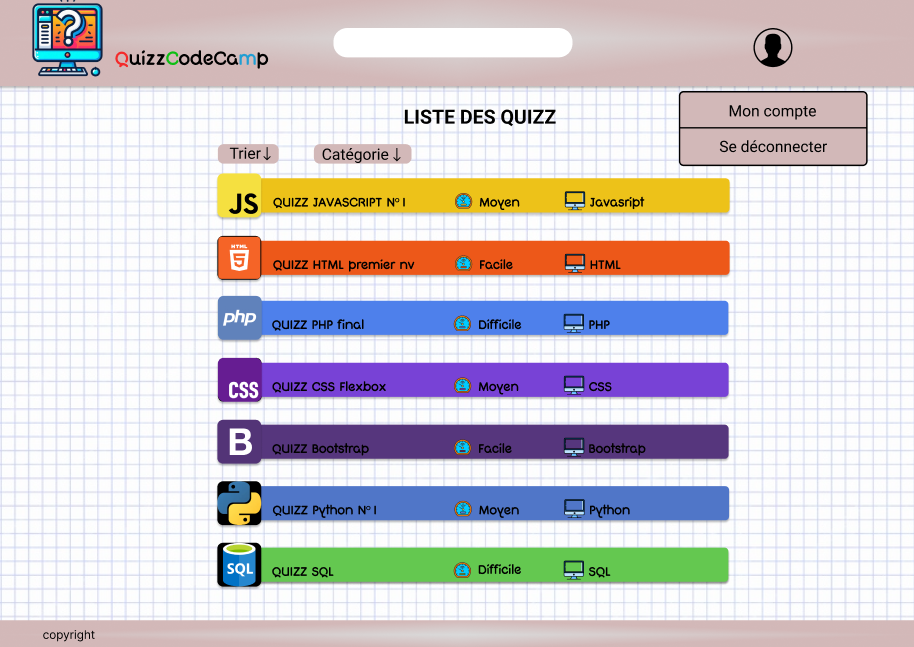 ?
QuizzCodeCamp
Mon compte
Se déconnecter
LISTE DES QUIZZ
Trier↓
Catégorie ↓
JS
QUIZZ JAVASCRIPT N° 1
Moyen
Javasript
HTML
5
QUIZZ HTML premier nv
Facile
HTML
php
QUIZZ PHP final
Difficile
PHP
CSS
QUIZZ CSS Flexbox
Moyen
CSS
B
QUIZZ Bootstrap
Facile
Bootstrap
QUIZZ Python N° 1
Moyen
Python
SQL
QUIZZ SQL
Difficile
SQL
copyright